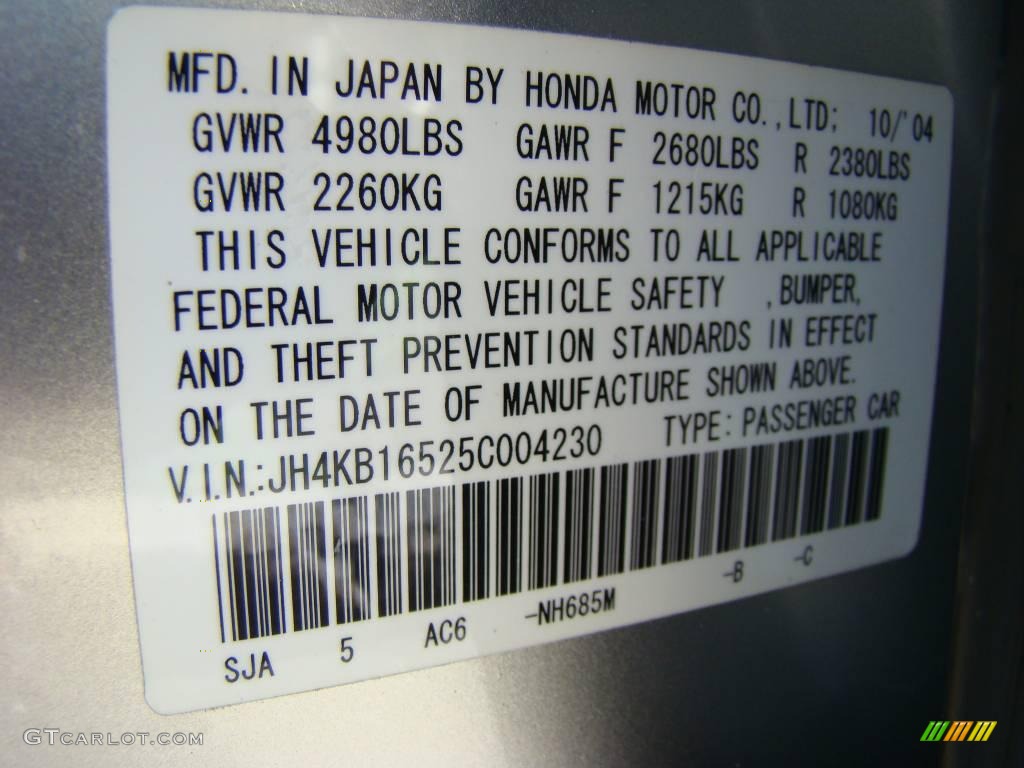 MFD. IN JAPAN BY HONDA MOTOR CO.,LTD; 10/'04
GVWR 4980LBS GAWR F 2680LBS R 2380LBS
GVWR 2260KG GAWR F 1215KG R 1080KG
THIS VEHICLE CONFORMS TO ALL APPLICABLE
FEDERAL MOTOR VEHICLE SAFETY ,BUMPER,
AND THEFT PREVENTION STANDARDS IN EFFECT
ON THE DATE OF MANUFACTURE SHOWN ABOVE.
V.I.N.:JH4KB16525C004230 TYPE: PASSENGER CAR
SJA 5 AC6 -NH685M -B -C
GTCARLOT.COM